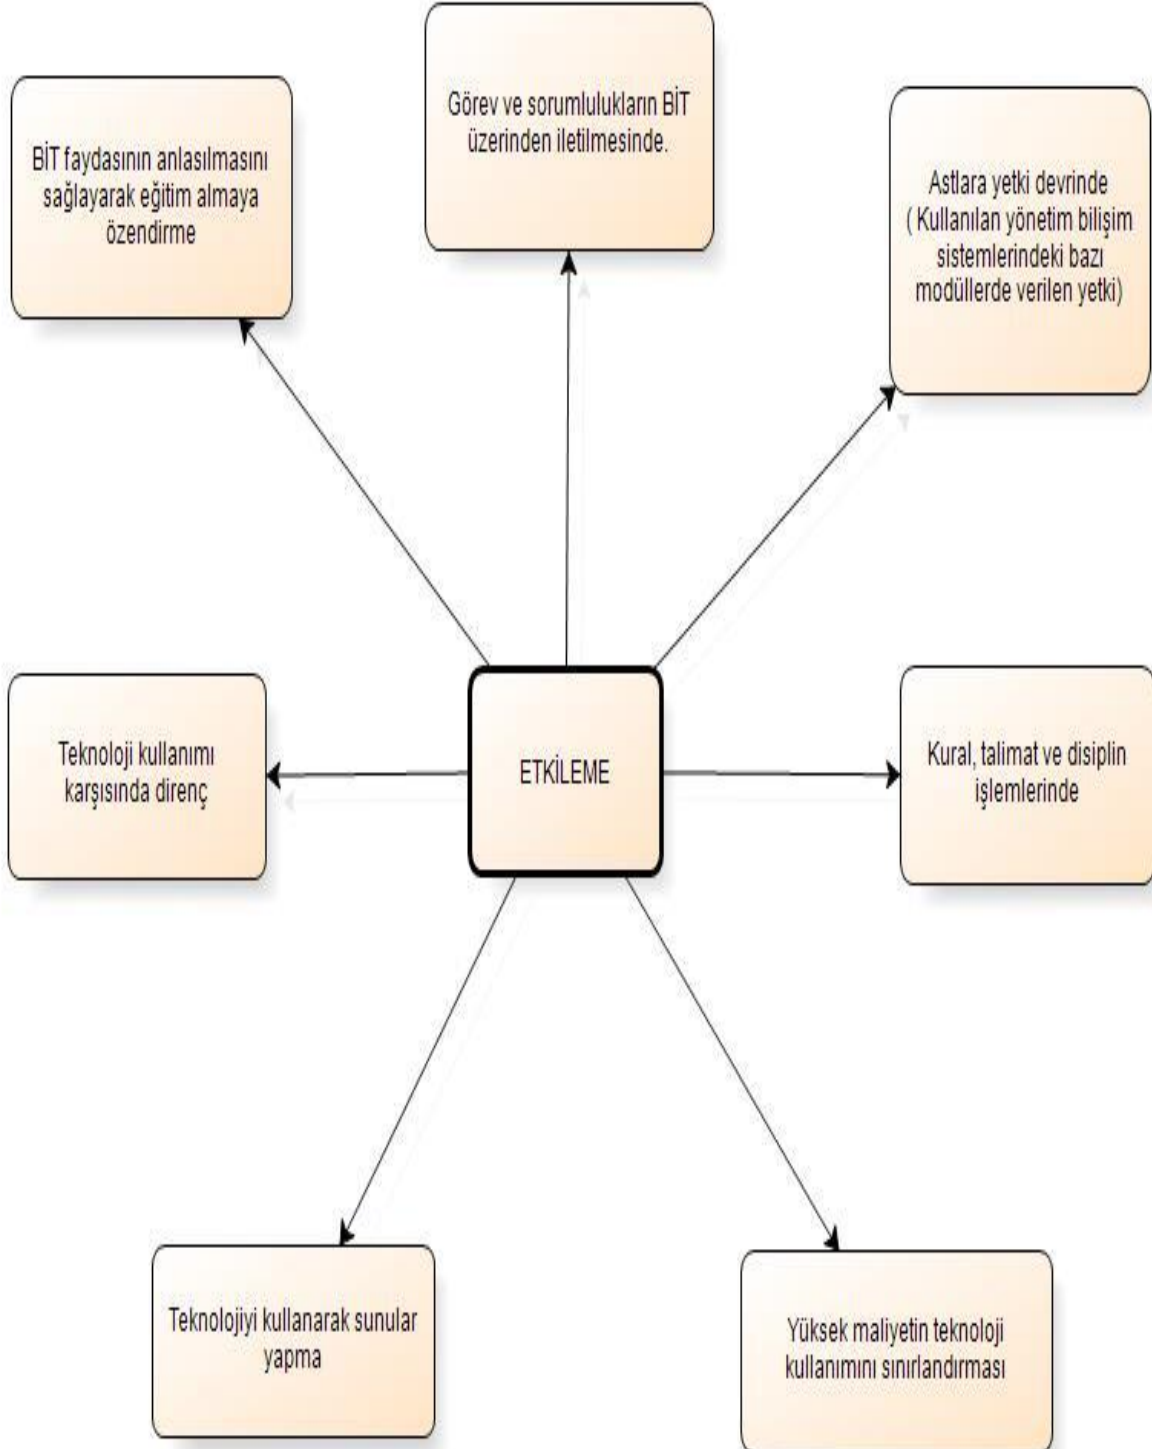 Görev ve sorumlulukların BİT
üzerinden iletilmesinde.
BİT faydasının anlasılmasını
sağlayarak eğitim almaya
özendirme
Astlara yetki devrinde
( Kullanılan yönetim bilişim
sistemlerindeki bazı
modüllerde verilen yetki)
Teknoloji kullanımı
karşısında direnç
ETKİLEME
Kural, talimat ve disiplin
işlemlerinde
Teknolojiyi kullanarak sunular
yapma
Yüksek maliyetin teknoloji
kullanımını sınırlandırması